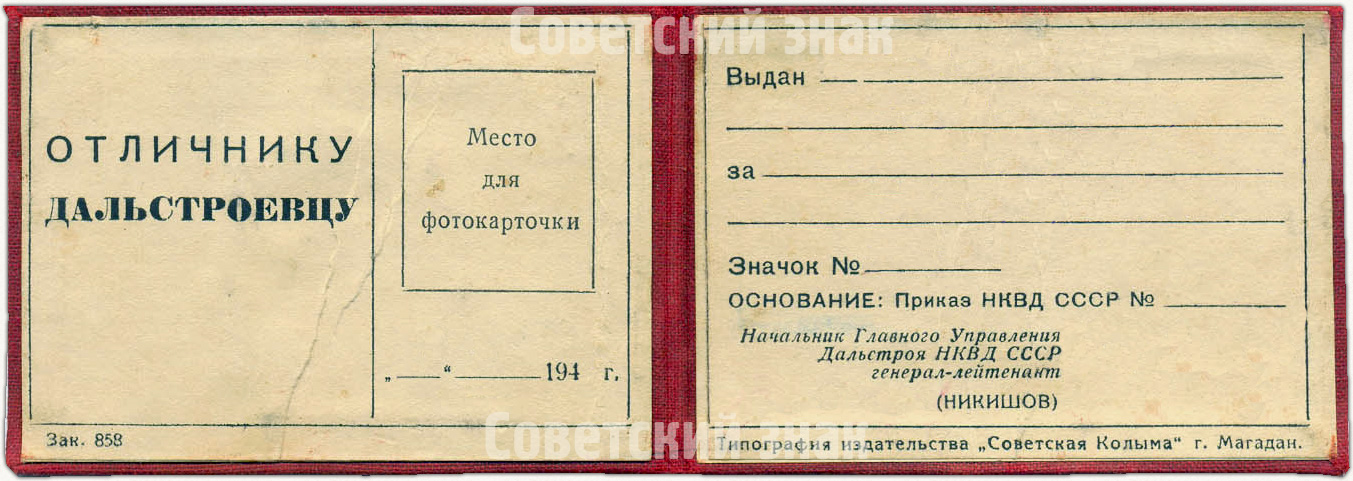 Советский знак
ОТЛИЧНИКУ
ДАЛЬСТРОЕВЦУ
Место
для
фотокарточки
„ “ 194 г.
Зак. 858
Выдан
за
Значок №
ОСНОВАНИЕ: Приказ НКВД СССР №
Начальник Главного Управления
Дальстроя НКВД СССР
генерал-лейтенант
(НИКИШОВ)
Советский знак
Типография издательства „Советская Колыма“ г. Магадан.